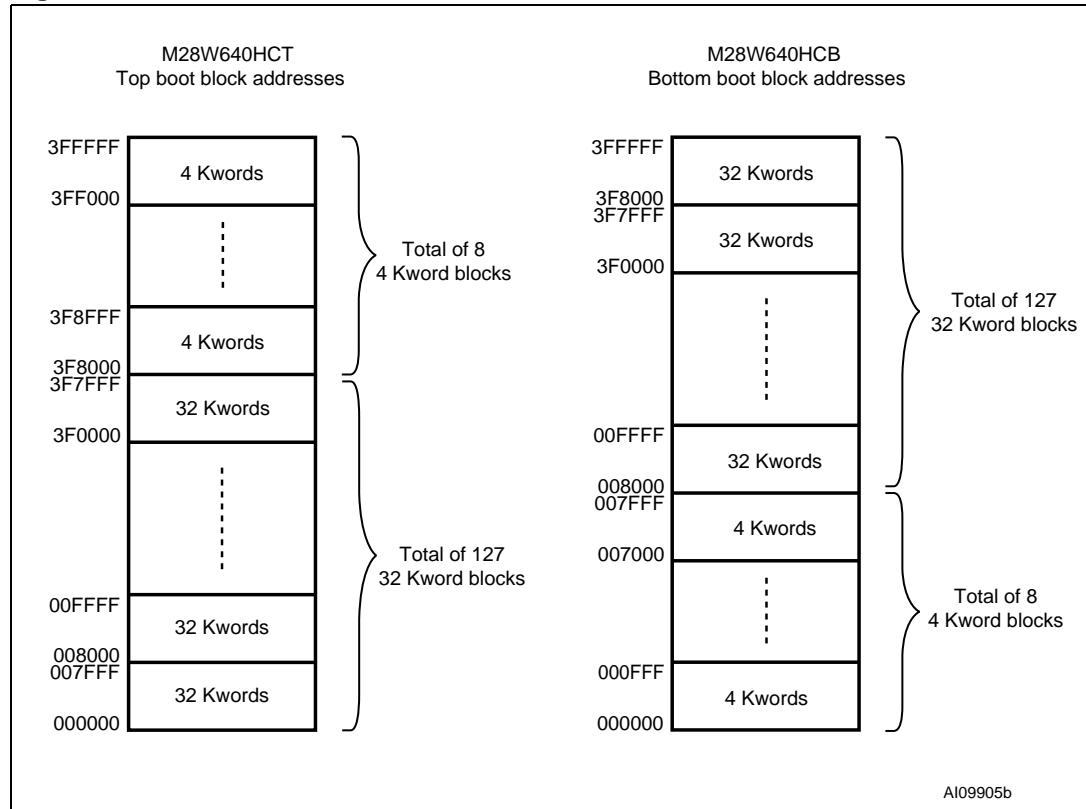 M28W640HCT
Top boot block addresses
3FFFFF
4 Kwords
3FF000
Total of 8
4 Kword blocks
3F8FFF
4 Kwords
3F8000
3F7FFF
32 Kwords
3F0000
Total of 127
32 Kword blocks
00FFFF
32 Kwords
008000
007FFF
32 Kwords
000000
M28W640HCB
Bottom boot block addresses
3FFFFF
32 Kwords
3F8000
3F7FFF
32 Kwords
3F0000
Total of 127
32 Kword blocks
00FFFF
32 Kwords
008000
007FFF
4 Kwords
007000
Total of 8
4 Kword blocks
000FFF
4 Kwords
000000
AI09905b